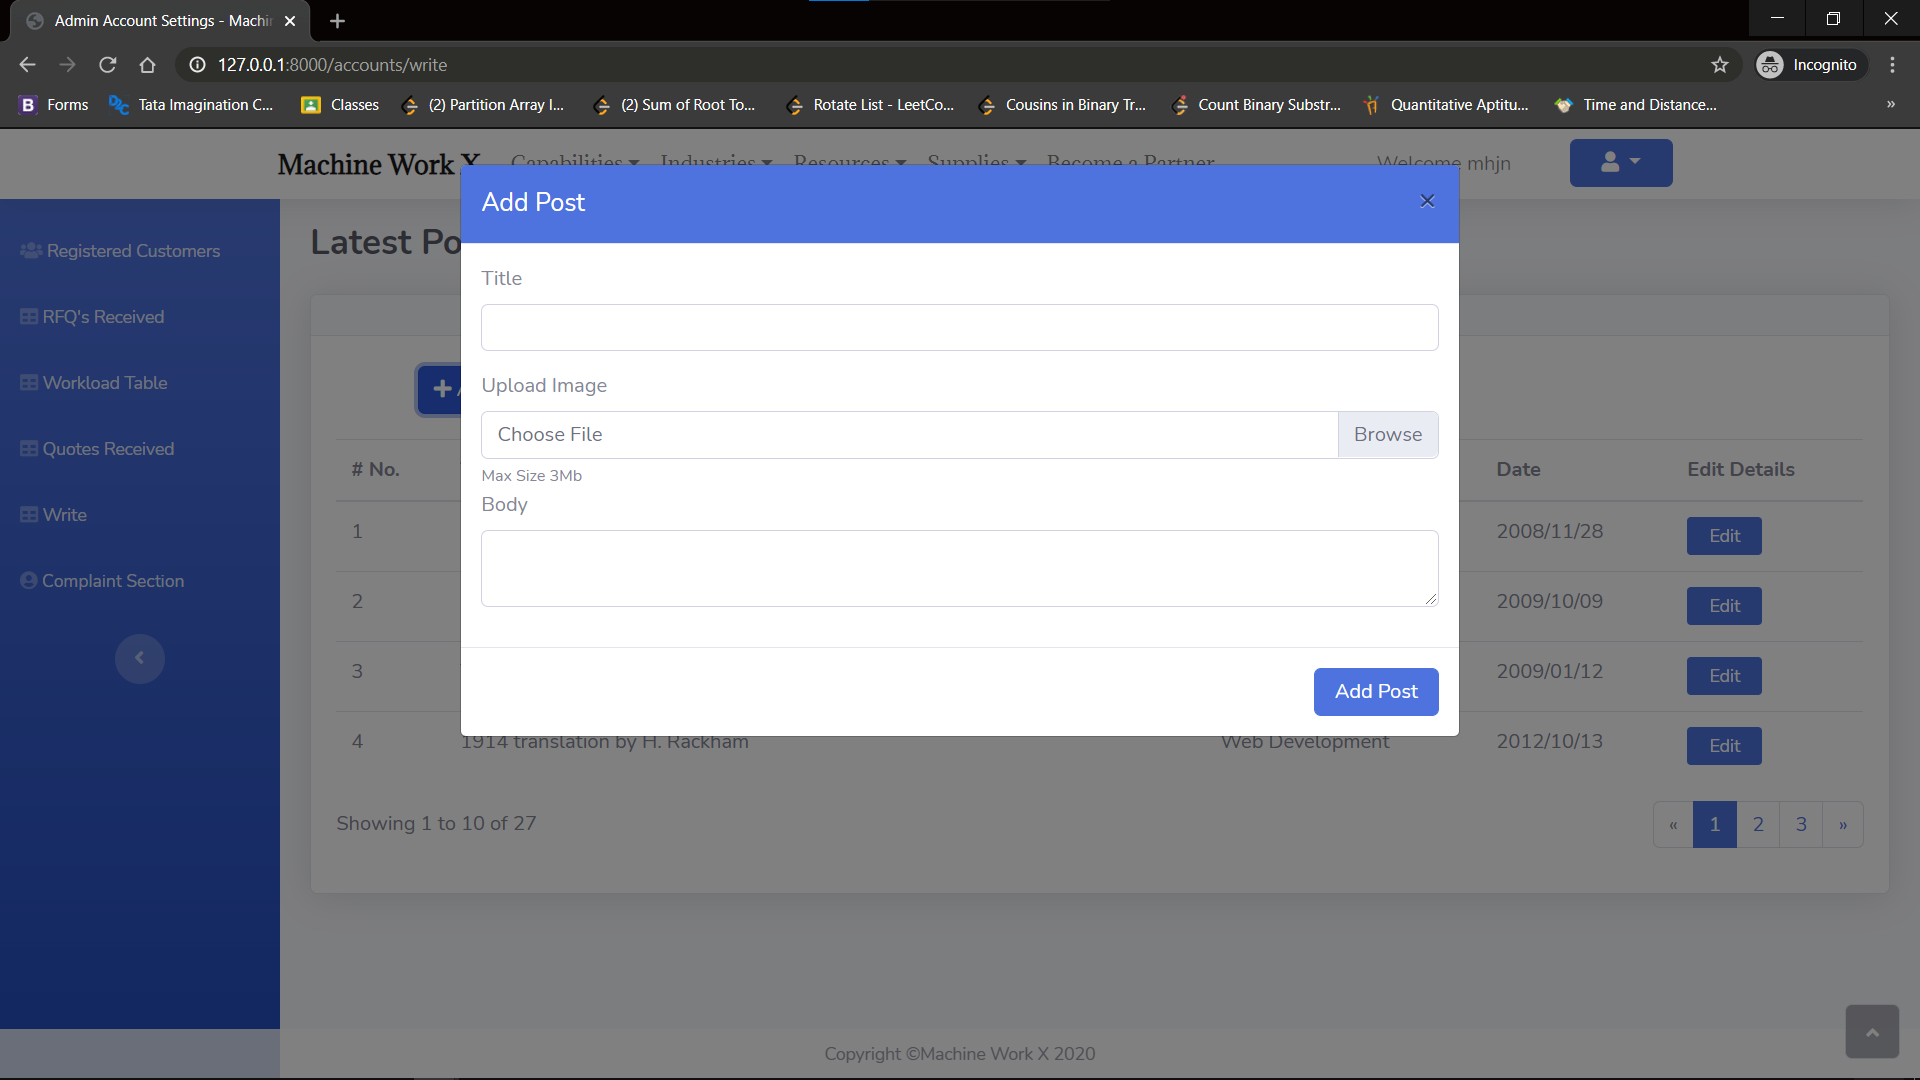 Admin Account Settings - Machin
127.0.0.1:8000/accounts/write
Incognito
Forms
Tata Imagination C...
Classes
(2) Partition Array I...
(2) Sum of Root To...
Rotate List - LeetCo...
Cousins in Binary Tr...
Count Binary Substr...
Quantitative Aptitu...
Time and Distance...
Machine Work X
Capabilities
Industries
Resources
Supplies
Become a Partner
Welcome mhjn
Registered Customers
RFQ's Received
Workload Table
Quotes Received
Write
Complaint Section
Latest Po
Add Post
Title
Upload Image
Choose File
Browse
Max Size 3Mb
Body
Add Post
# No.
Date
Edit Details
1
2008/11/28
Edit
2
2009/10/09
Edit
3
2009/01/12
Edit
4
1914 translation by H. Rackham
Web Development
2012/10/13
Edit
Showing 1 to 10 of 27
« 1 2 3 »
Copyright ©Machine Work X 2020